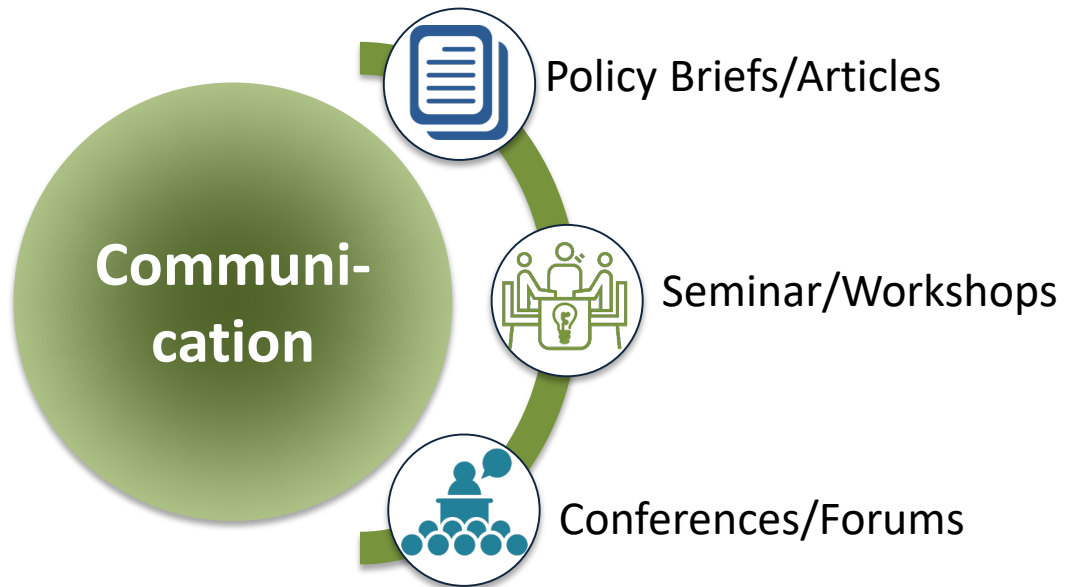 Policy Briefs/Articles
Communi-
cation
Seminar/Workshops
Conferences/Forums